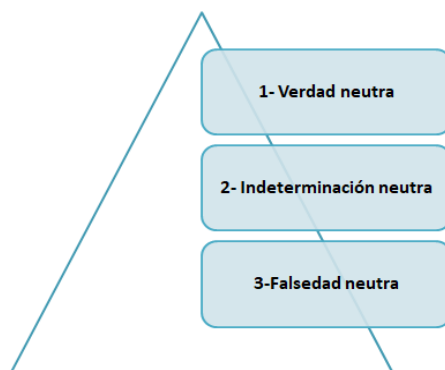 1- Verdad neutra
2- Indeterminación neutra
3-Falsedad neutra